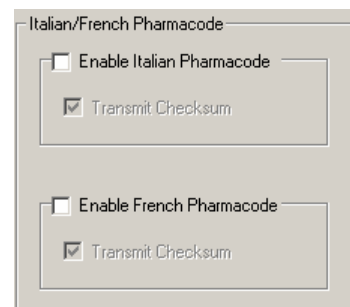 Italian/French Pharmacode
Enable Italian Pharmacode
Transmit Checksum
Enable French Pharmacode
Transmit Checksum